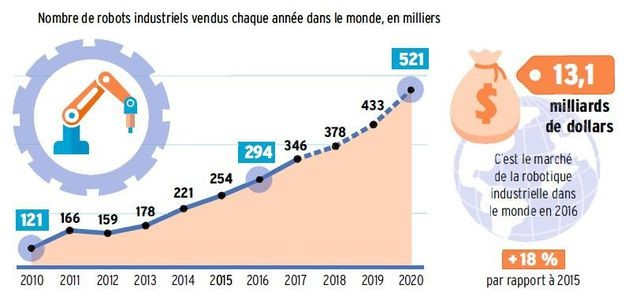 Nombre de robots industriels vendus chaque année dans le monde, en milliers
121
166
159
178
221
254
294
346
378
433
521
2010 2011 2012 2013 2014 2015 2016 2017 2018 2019 2020
$
13,1
milliards
de dollars
C'est le marché
de la robotique
industrielle dans
le monde en 2016
+18 %
par rapport à 2015